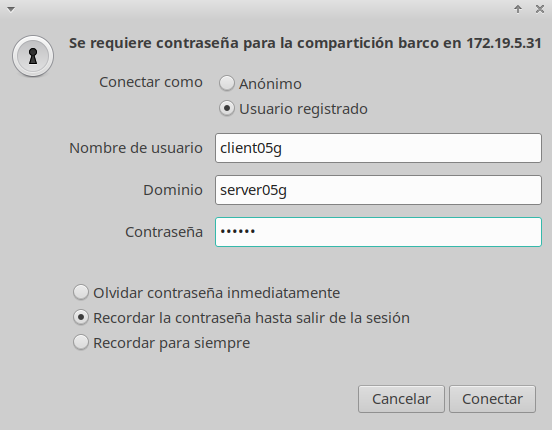 Se requiere contraseña para la compartición barco en 172.19.5.31
Conectar como
Anónimo
Usuario registrado
Nombre de usuario client05g
Dominio server05g
Contraseña ••••••
Olvidar contraseña inmediatamente
Recordar la contraseña hasta salir de la sesión
Recordar para siempre
Cancelar Conectar